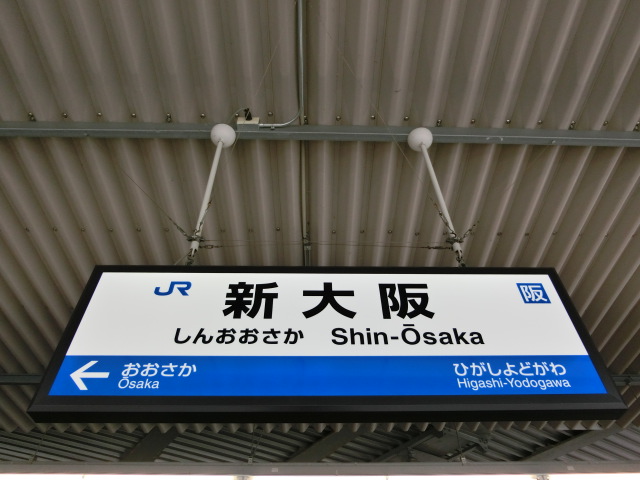 JR 新大阪 阪
しんおおさか Shin-Ōsaka
← おおさか ひがしよどがわ
Ōsaka Higashi-Yodogawa